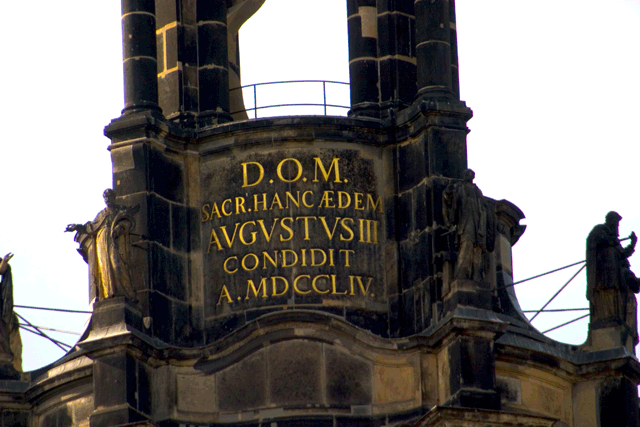 D.O.M.
SACR.HANC ÆDEM
AVGVSTVS III
CONDIDIT
A.MDCCLIV.